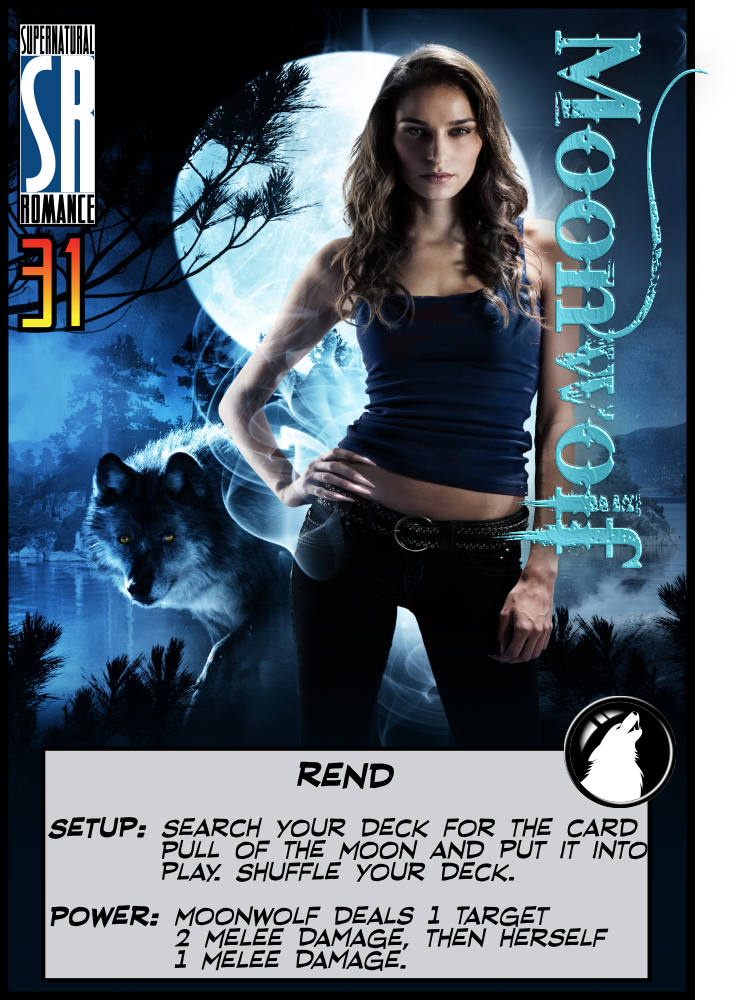 SUPERNATURAL
SR
ROMANCE
31
Moonwolf
REND
SETUP: SEARCH YOUR DECK FOR THE CARD
PULL OF THE MOON AND PUT IT INTO
PLAY. SHUFFLE YOUR DECK.
POWER: MOONWOLF DEALS 1 TARGET
2 MELEE DAMAGE, THEN HERSELF
1 MELEE DAMAGE.